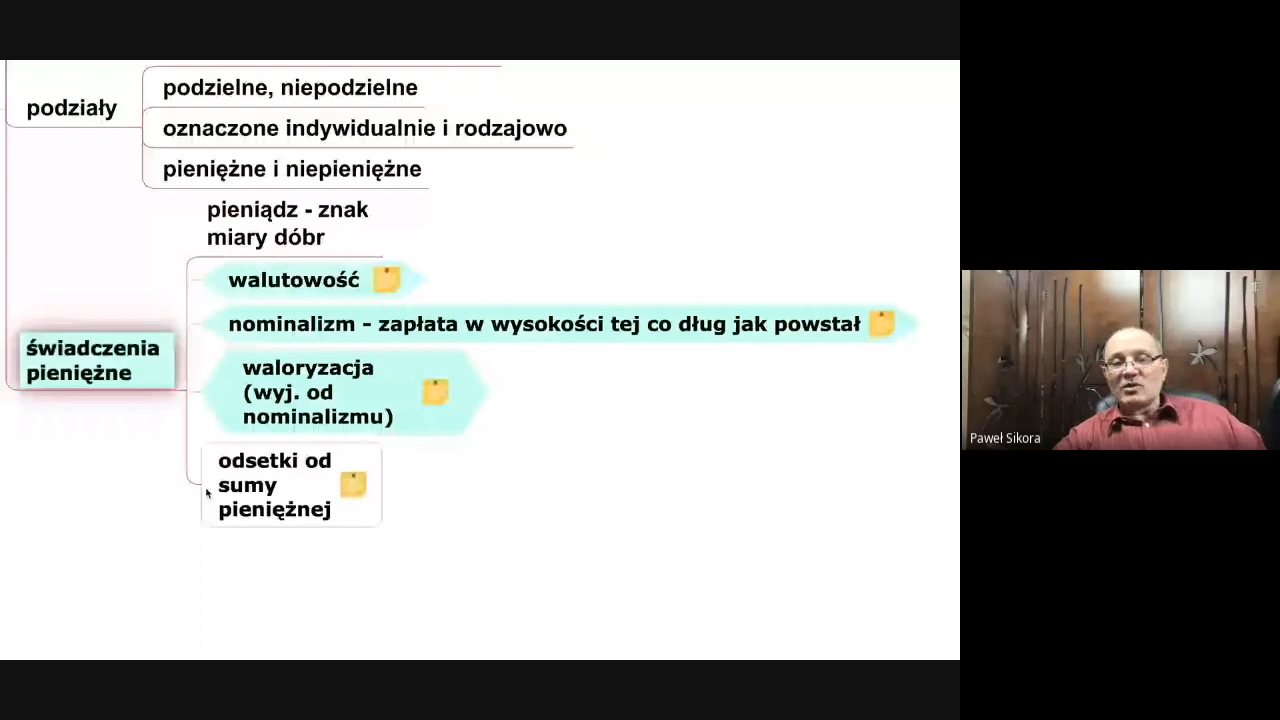 podzielne, niepodzielne
podziały
oznaczone indywidualnie i rodzajowo
pieniężne i niepieniężne
pieniądz - znak
miary dóbr
walutowość
nominalizm - zapłata w wysokości tej co dług jak powstał
świadczenia
pieniężne
waloryzacja
(wyj. od
nominalizmu)
odsetki od
sumy
pieniężnej
Paweł Sikora